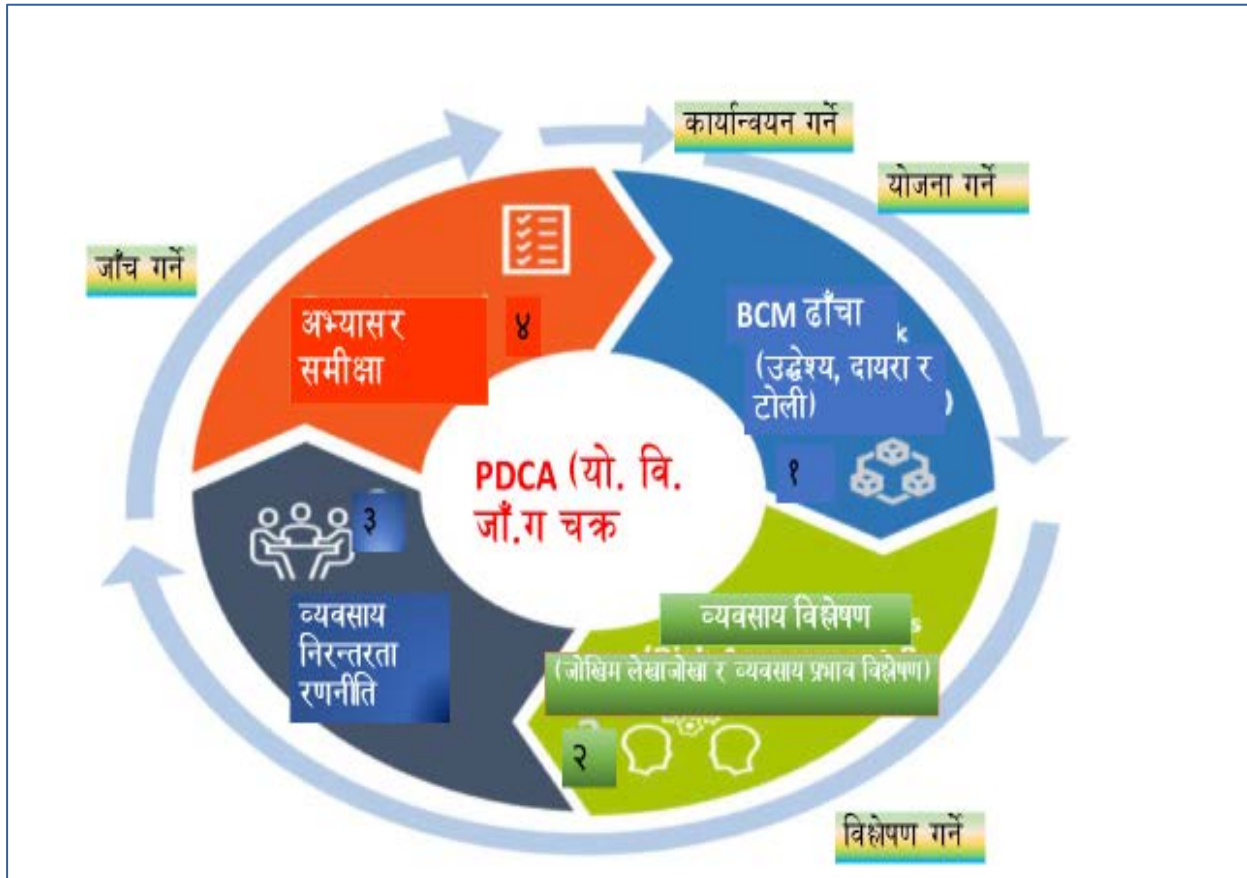 कार्यान्वयन गर्ने
योजना गर्ने
जाँच गर्ने
अभ्यास र
समीक्षा
४
BCM ढाँचा
(उद्धेश्य, दायरा र
टोली)
१
PDCA (यो. वि.
जाँ.ग चक्र
३
व्यवसाय
निरन्तरता
रणनीति
व्यवसाय विश्लेषण
(जोखिम लेखाजोखा र व्यवसाय प्रभाव विश्लेषण)
२
विश्लेषण गर्ने